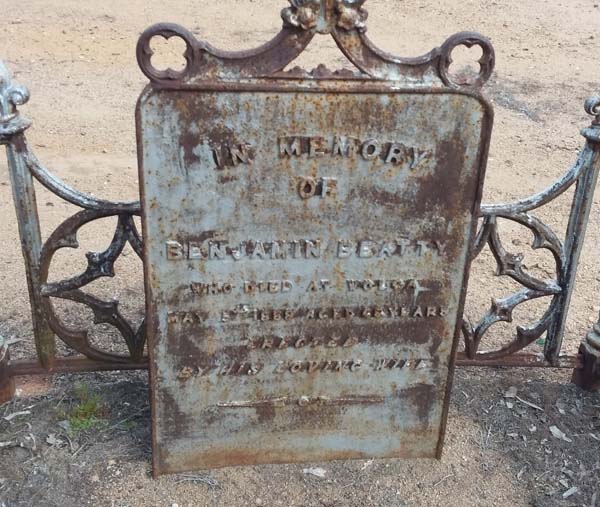 IN MEMORY
OF
BENJAMIN BEATTY
WHO DIED AT
MAY AGED YEARS
ERECTED
BY HIS LOVING WIFE